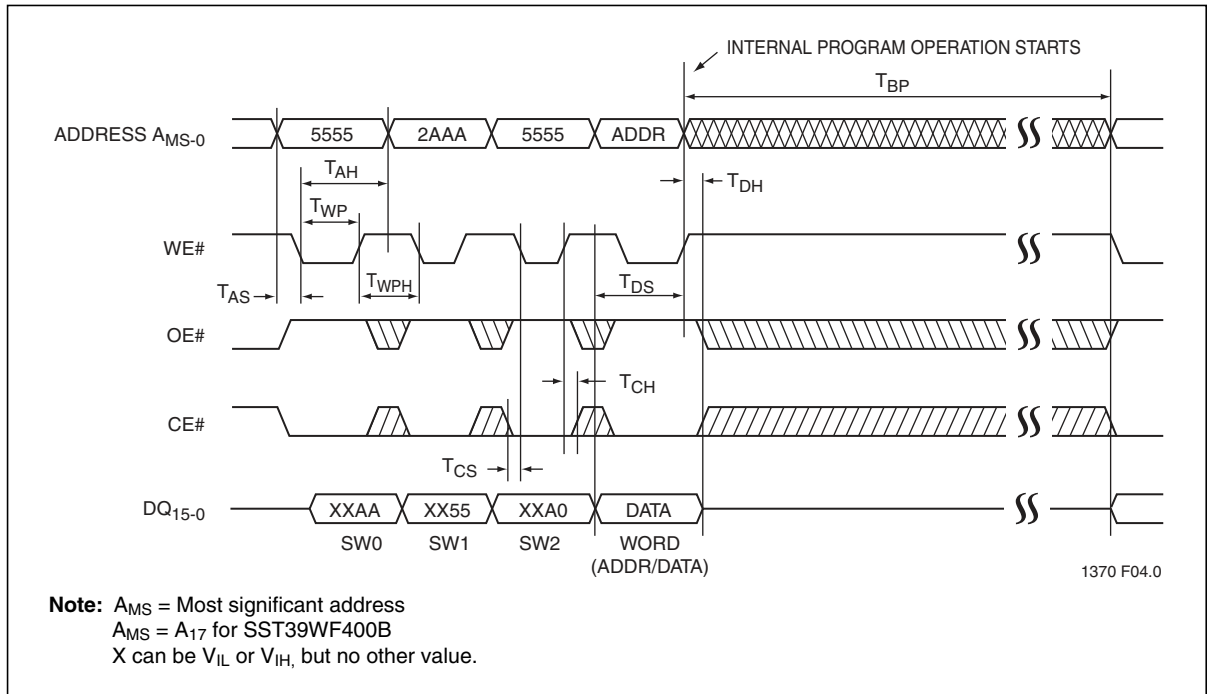 INTERNAL PROGRAM OPERATION STARTS
TBP
ADDRESS AMS-0
5555 2AAA 5555 ADDR
TAH
TDH
TWP
WE#
TWPH
TDS
TAS
OE#
TCH
CE#
TCS
DQ15-0
XXAA XX55 XXA0 DATA
SW0 SW1 SW2 WORD
(ADDR/DATA)
1370 F04.0
Note: AMS = Most significant address
AMS = A17 for SST39WF400B
X can be VIL or VIH, but no other value.